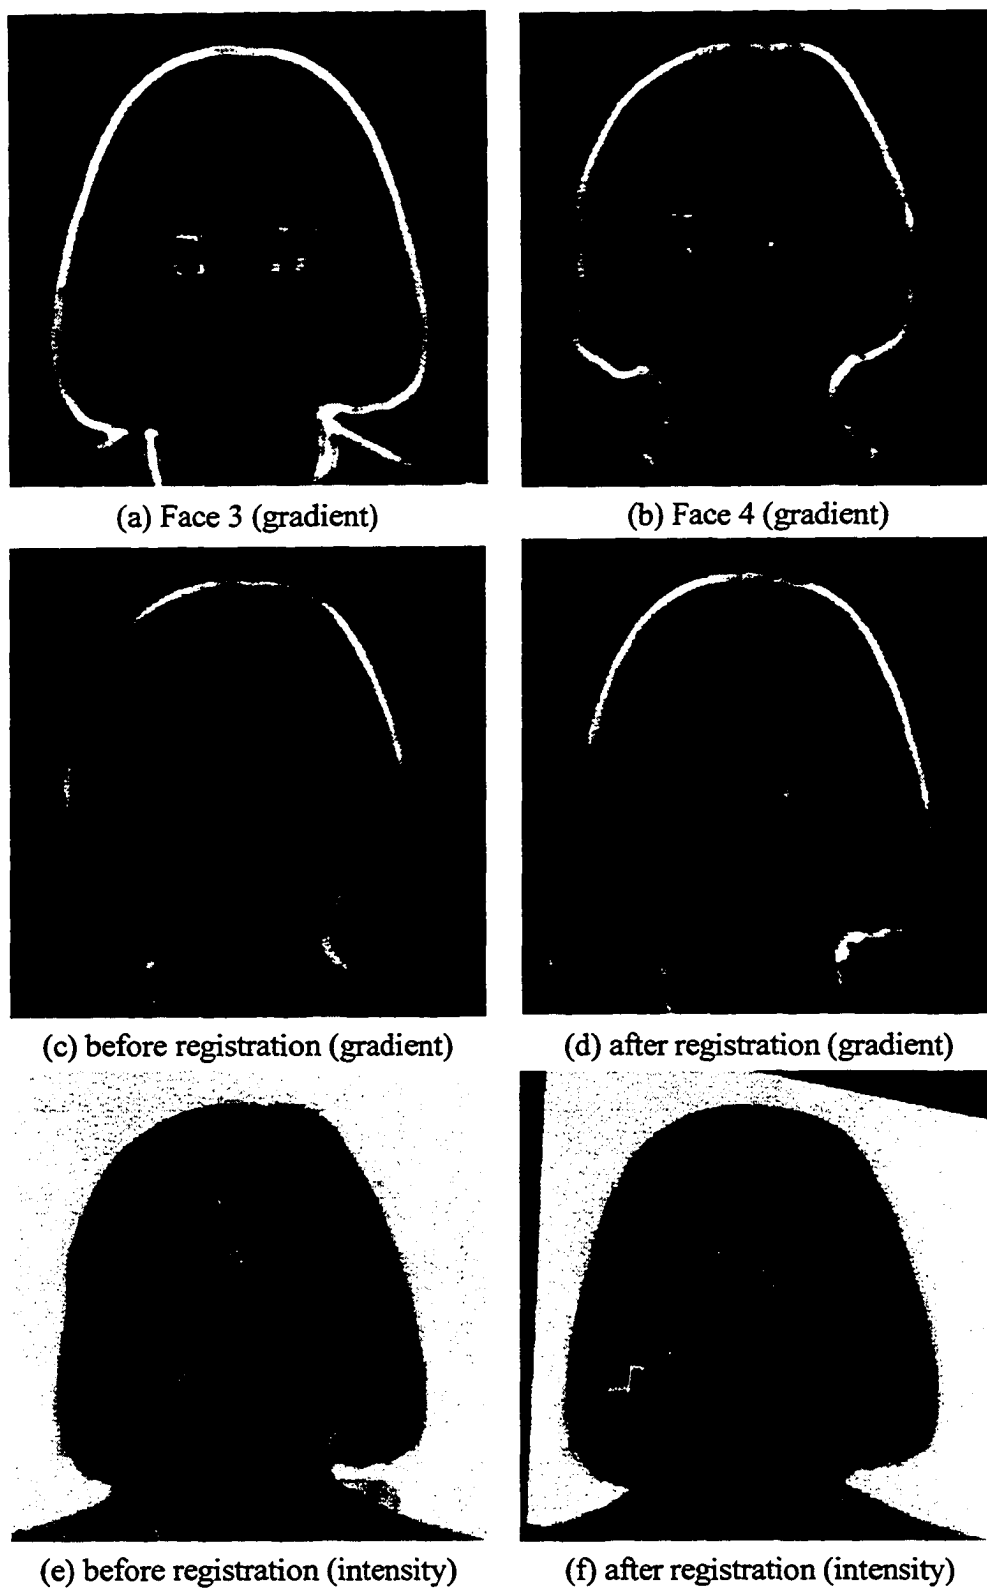 (a) Face 3 (gradient)
(b) Face 4 (gradient)
(c) before registration (gradient)
(d) after registration (gradient)
(e) before registration (intensity)
(f) after registration (intensity)